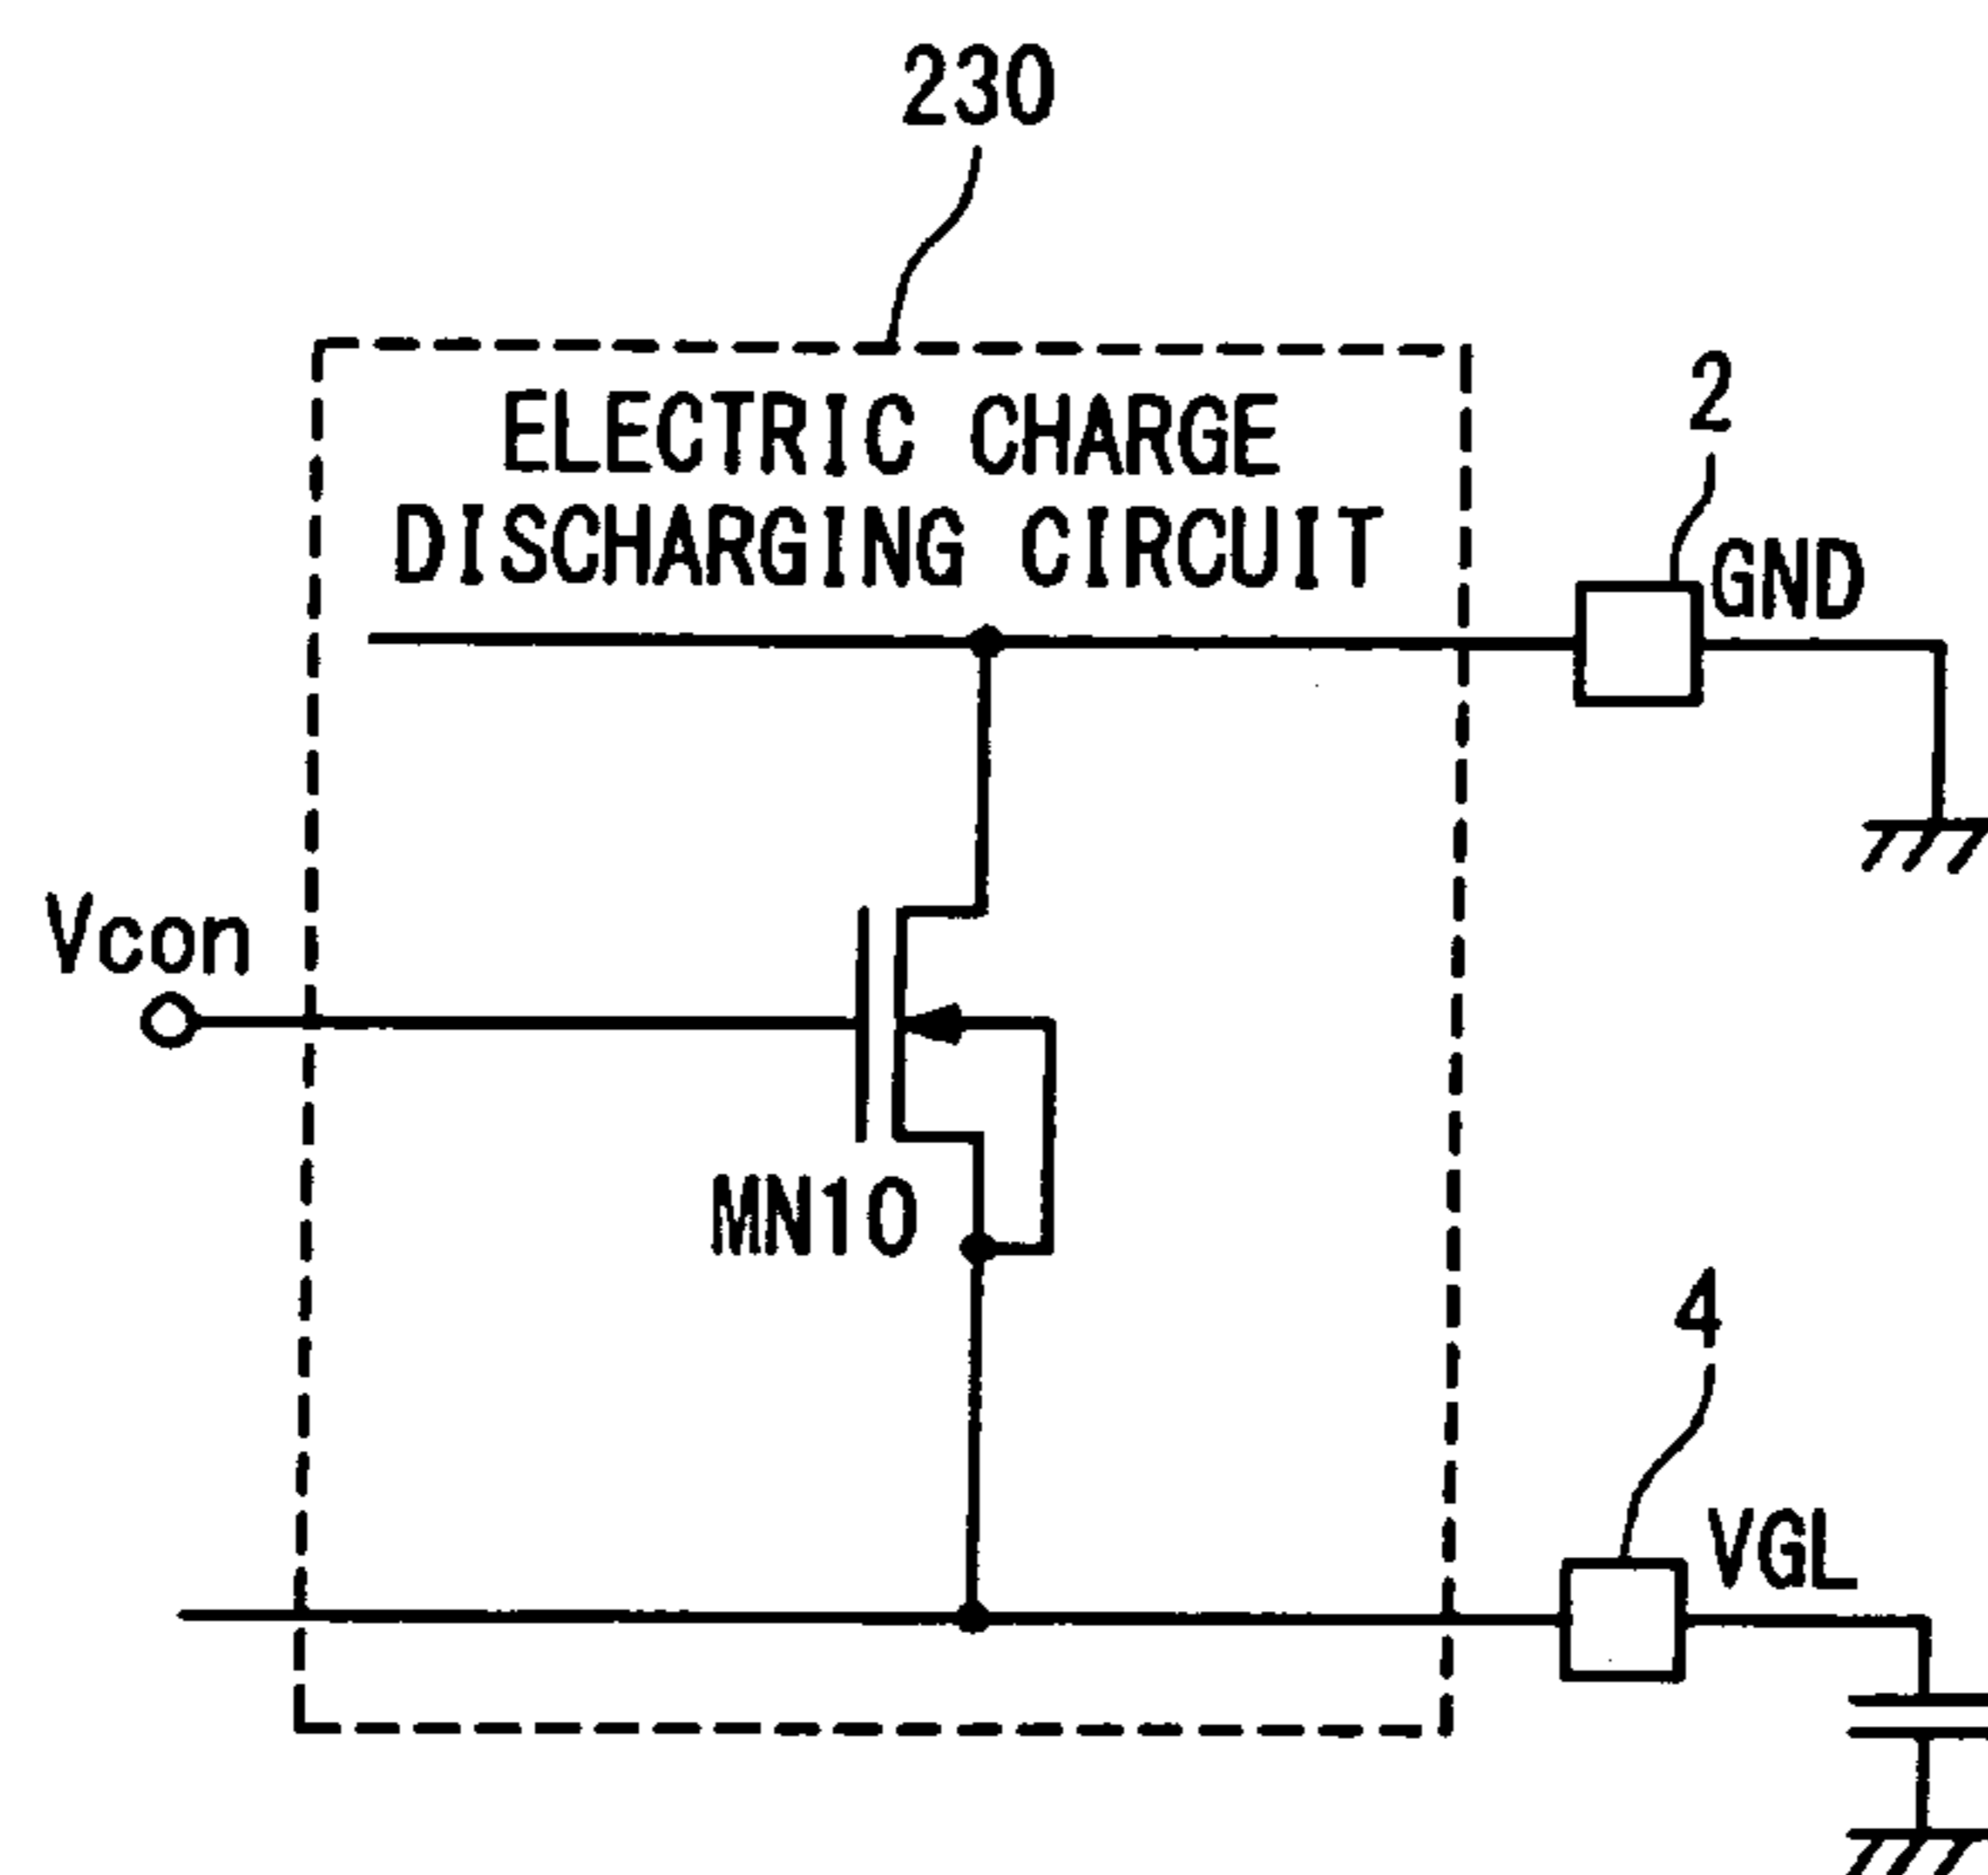 230
ELECTRIC CHARGE
DISCHARGING CIRCUIT
2
GND
Vcon
MN10
4
VGL